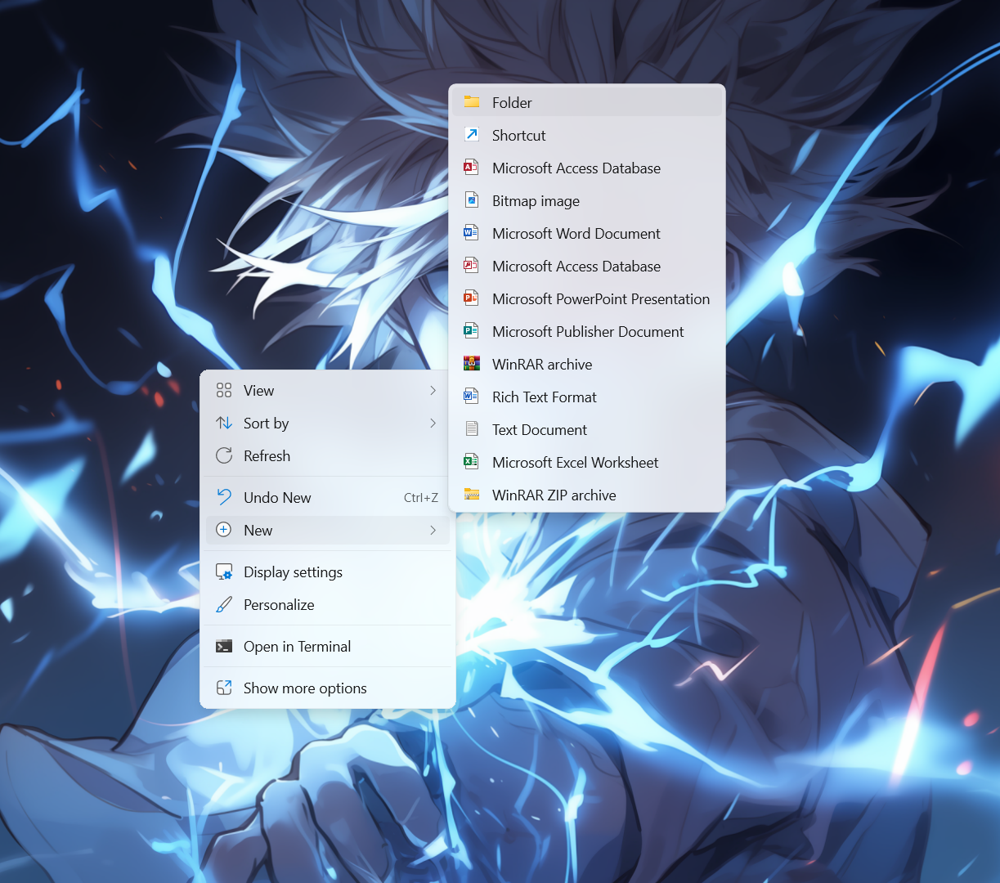 Folder
Shortcut
Microsoft Access Database
Bitmap image
Microsoft Word Document
Microsoft Access Database
Microsoft PowerPoint Presentation
Microsoft Publisher Document
WinRAR archive
Rich Text Format
Text Document
Microsoft Excel Worksheet
WinRAR ZIP archive
View
Sort by
Refresh
Undo New Ctrl+Z
New
Display settings
Personalize
Open in Terminal
Show more options